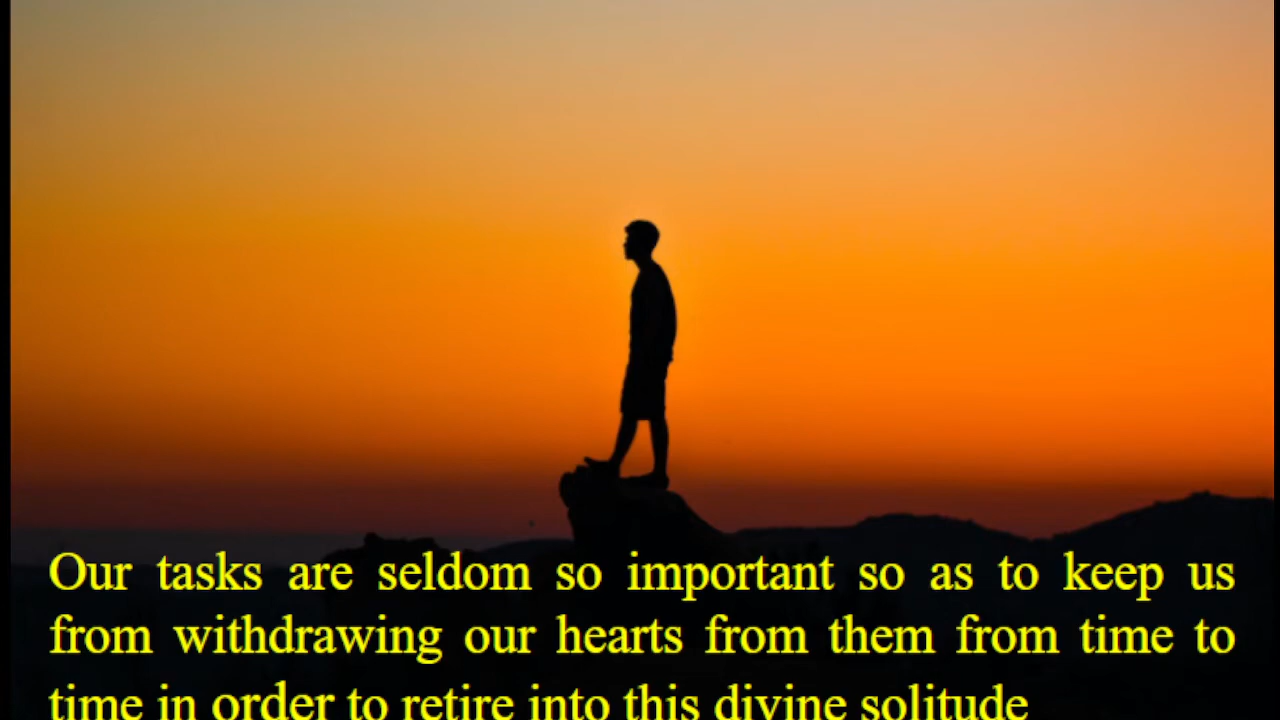 Our tasks are seldom so important so as to keep us
from withdrawing our hearts from them from time to
time in order to retire into this divine solitude